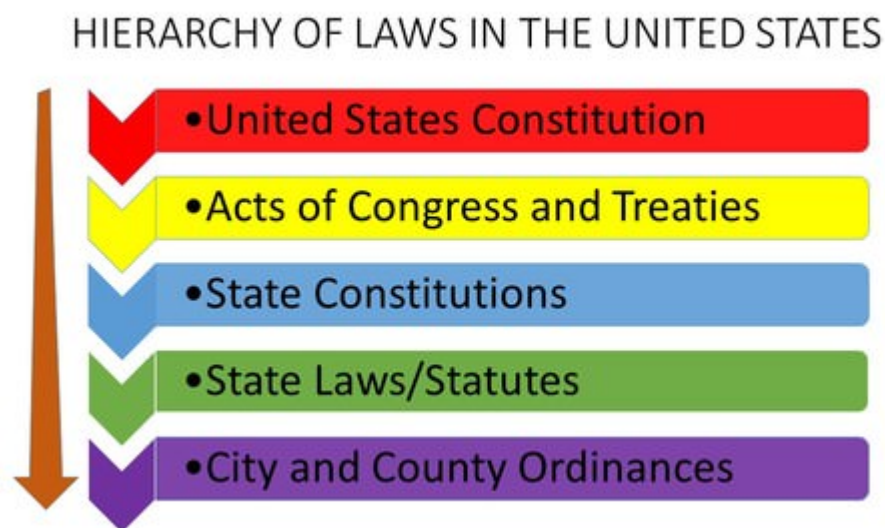 HIERARCHY OF LAWS IN THE UNITED STATES
•United States Constitution
•Acts of Congress and Treaties
•State Constitutions
•State Laws/Statutes
•City and County Ordinances